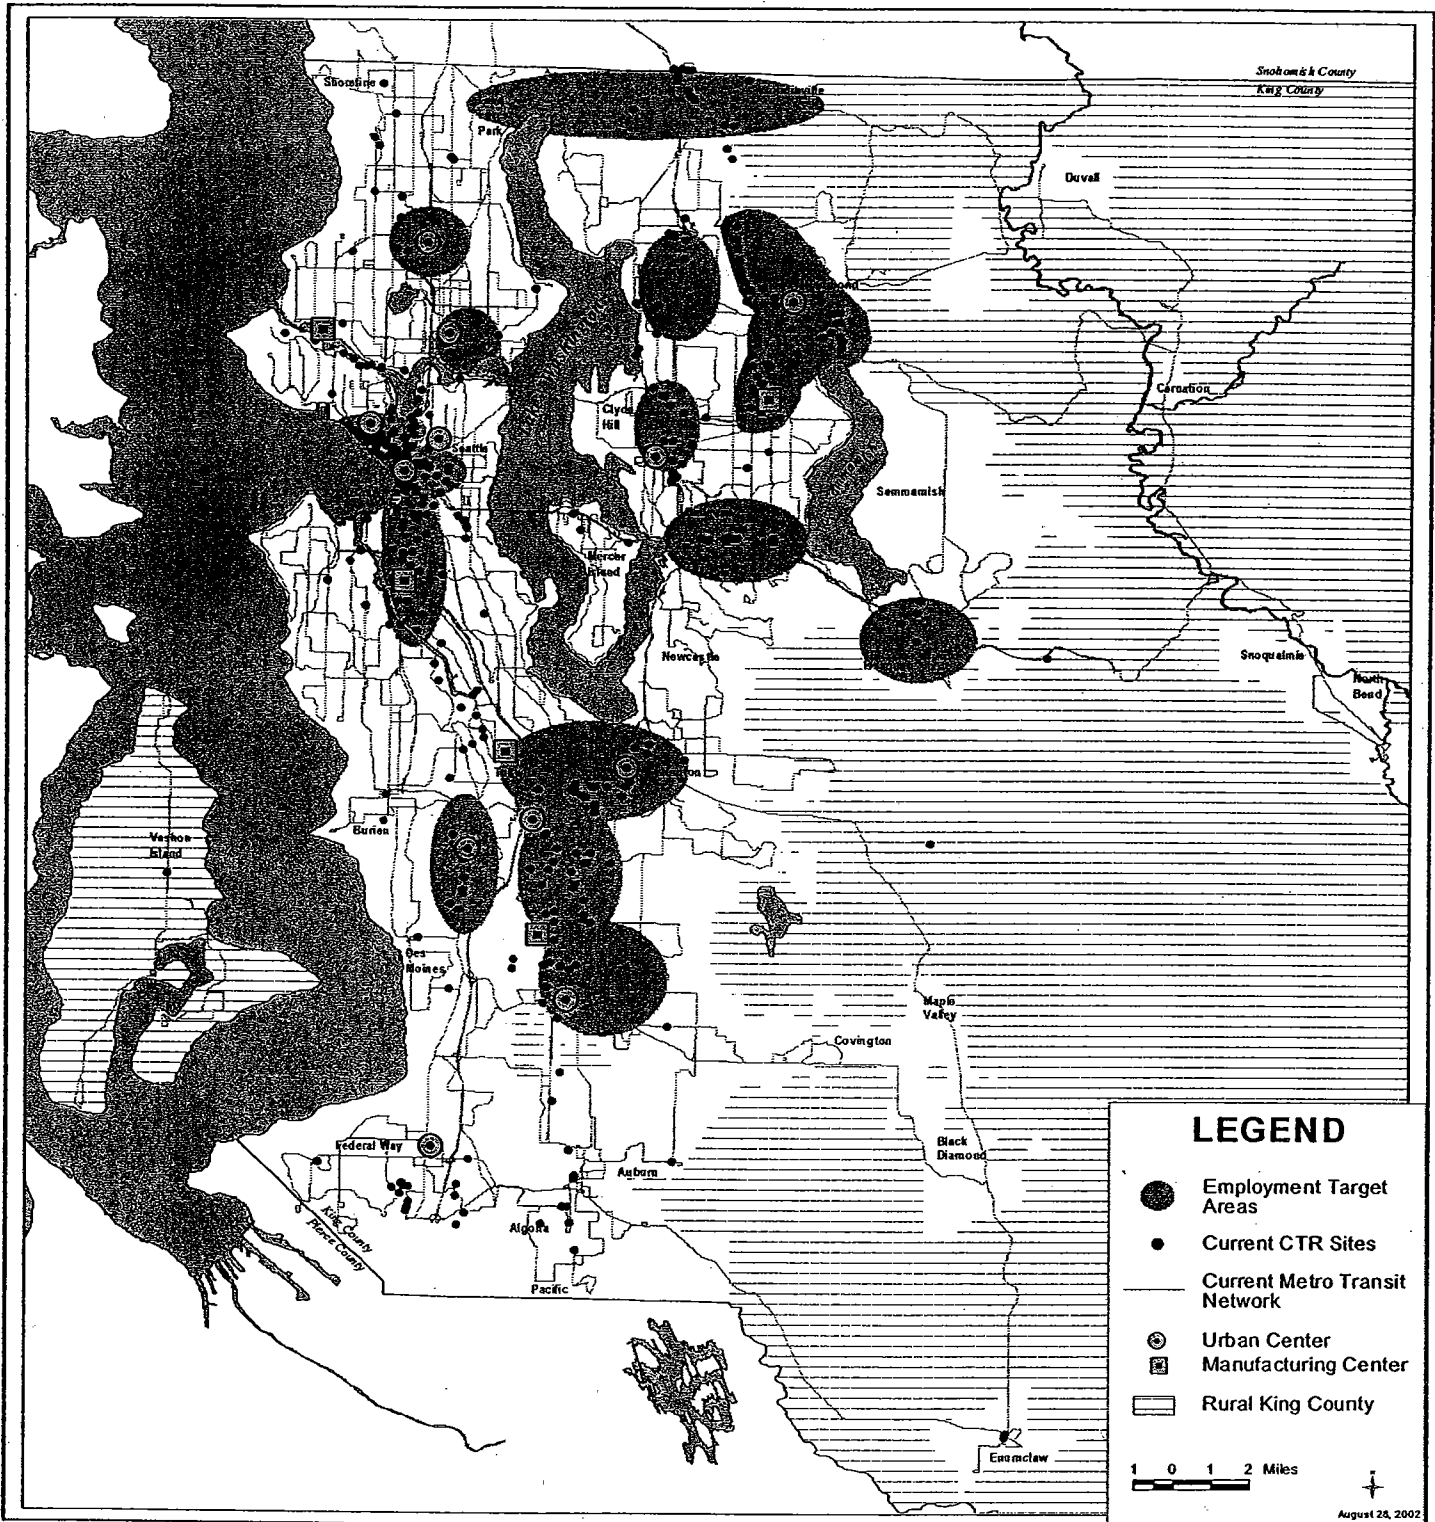 Snohomish County
King County
Shoreline
Park
Duvall
Carnation
Clyde
Hill
Seattle
Sammamish
Mercer
Island
Newcastle
Snoqualmie
North
Bend
Burien
Vashon
Island
Des
Moines
Maple
Valley
Covington
Federal Way
Black
Diamond
Auburn
Algona
King County
Pierce County
Pacific
Enumclaw
LEGEND
Employment Target
Areas
Current CTR Sites
Current Metro Transit
Network
Urban Center
Manufacturing Center
Rural King County
1 0 1 2 Miles
August 28, 2002